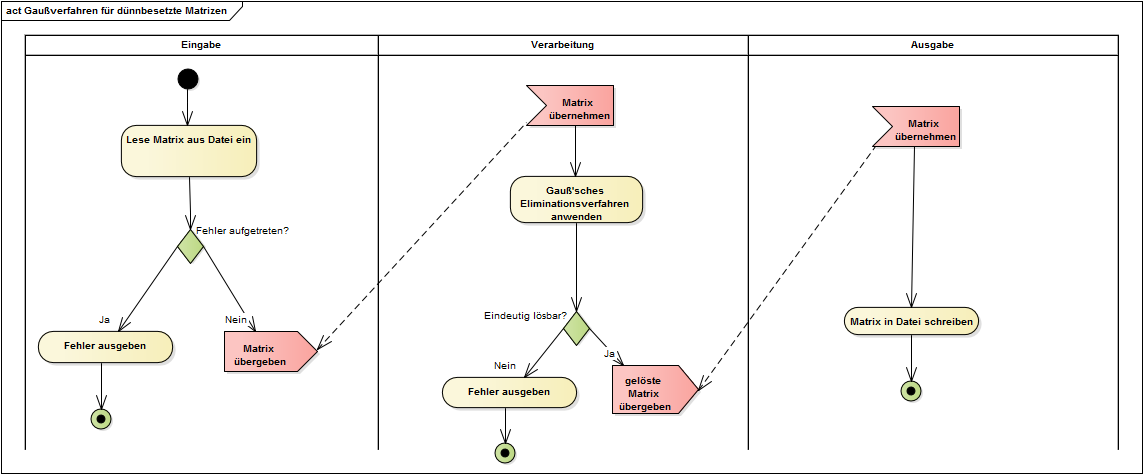 act Gaußverfahren für dünnbesetzte Matrizen
Eingabe
Verarbeitung
Ausgabe
Lese Matrix aus Datei ein
Fehler aufgetreten?
Ja
Nein
Fehler ausgeben
Matrix
übergeben
Matrix
übernehmen
Gauß'sches
Eliminationsverfahren
anwenden
Eindeutig lösbar?
Ja
Nein
Fehler ausgeben
gelöste
Matrix
übergeben
Matrix
übernehmen
Matrix in Datei schreiben